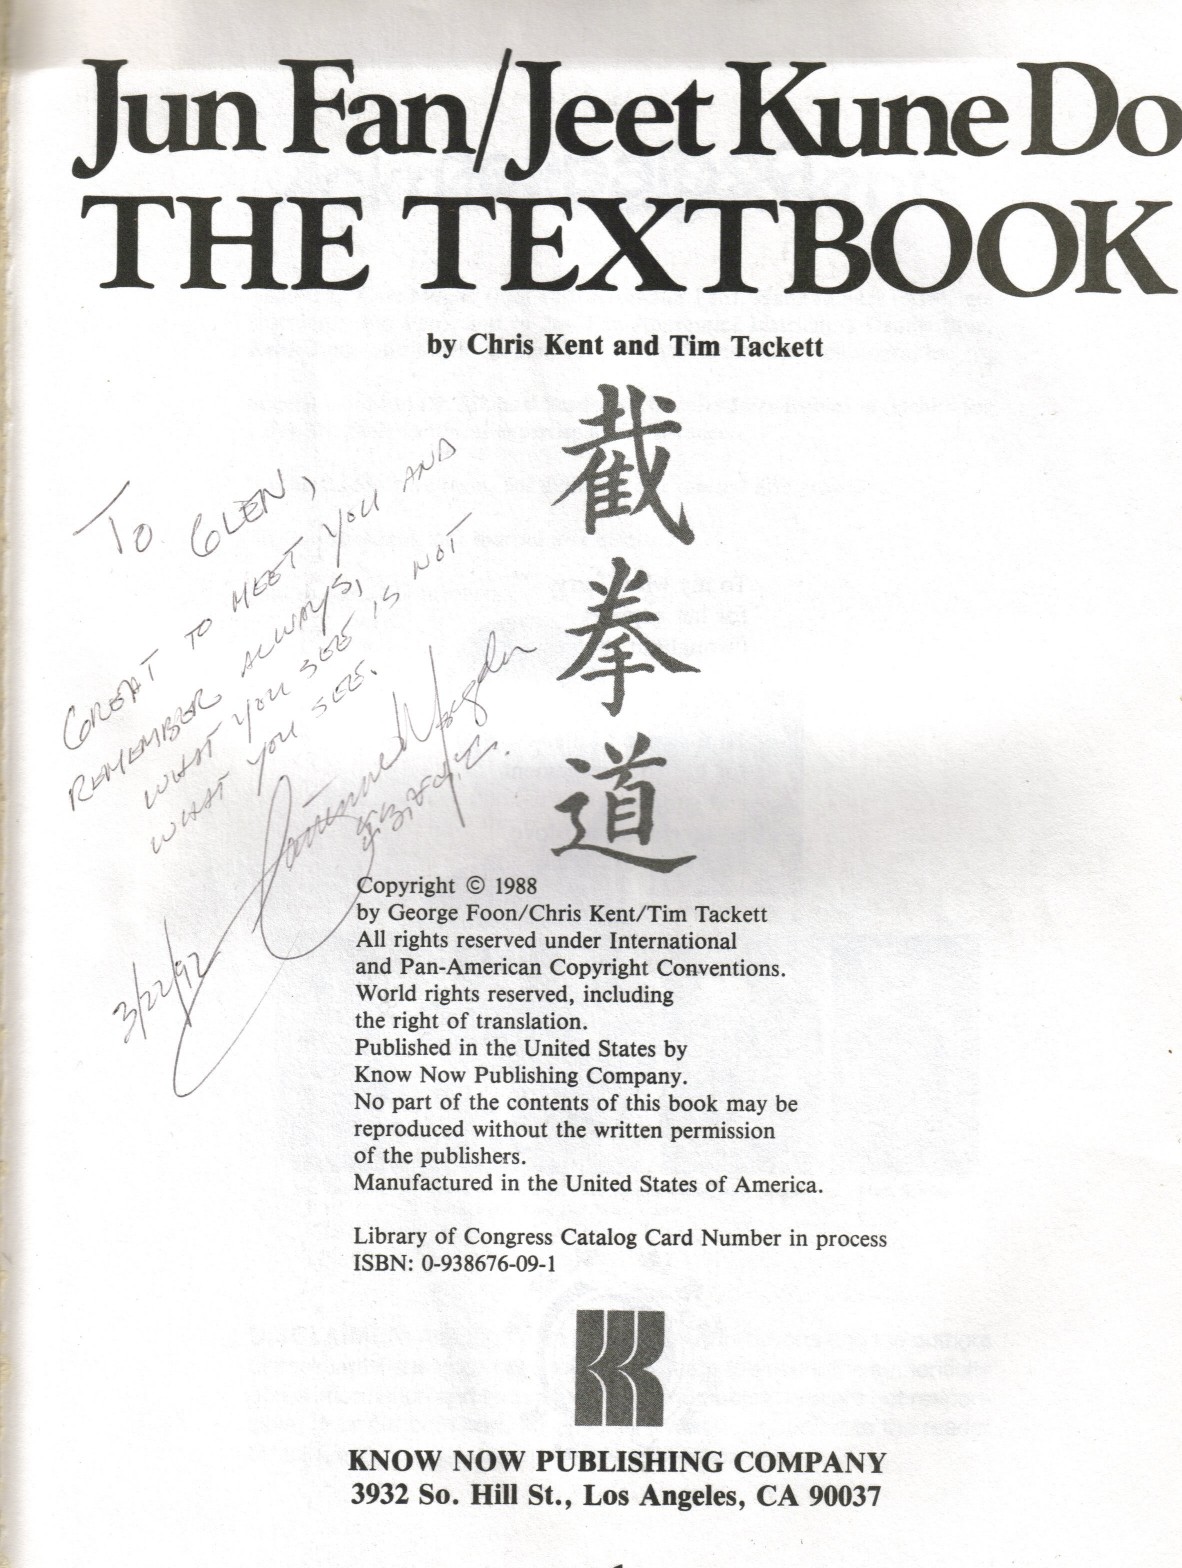 Jun Fan/Jeet Kune Do
THE TEXTBOOK
by Chris Kent and Tim Tackett
截
拳
道
TO GLEN,
GREAT TO MEET YOU AND
REMEMBER ALWAYS,
WHAT YOU SEE IS NOT
WHAT YOU SEE.
3/22/92
Copyright © 1988
by George Foon/Chris Kent/Tim Tackett
All rights reserved under International
and Pan-American Copyright Conventions.
World rights reserved, including
the right of translation.
Published in the United States by
Know Now Publishing Company.
No part of the contents of this book may be
reproduced without the written permission
of the publishers.
Manufactured in the United States of America.
Library of Congress Catalog Card Number in process
ISBN: 0-938676-09-1
KNOW NOW PUBLISHING COMPANY
3932 So. Hill St., Los Angeles, CA 90037